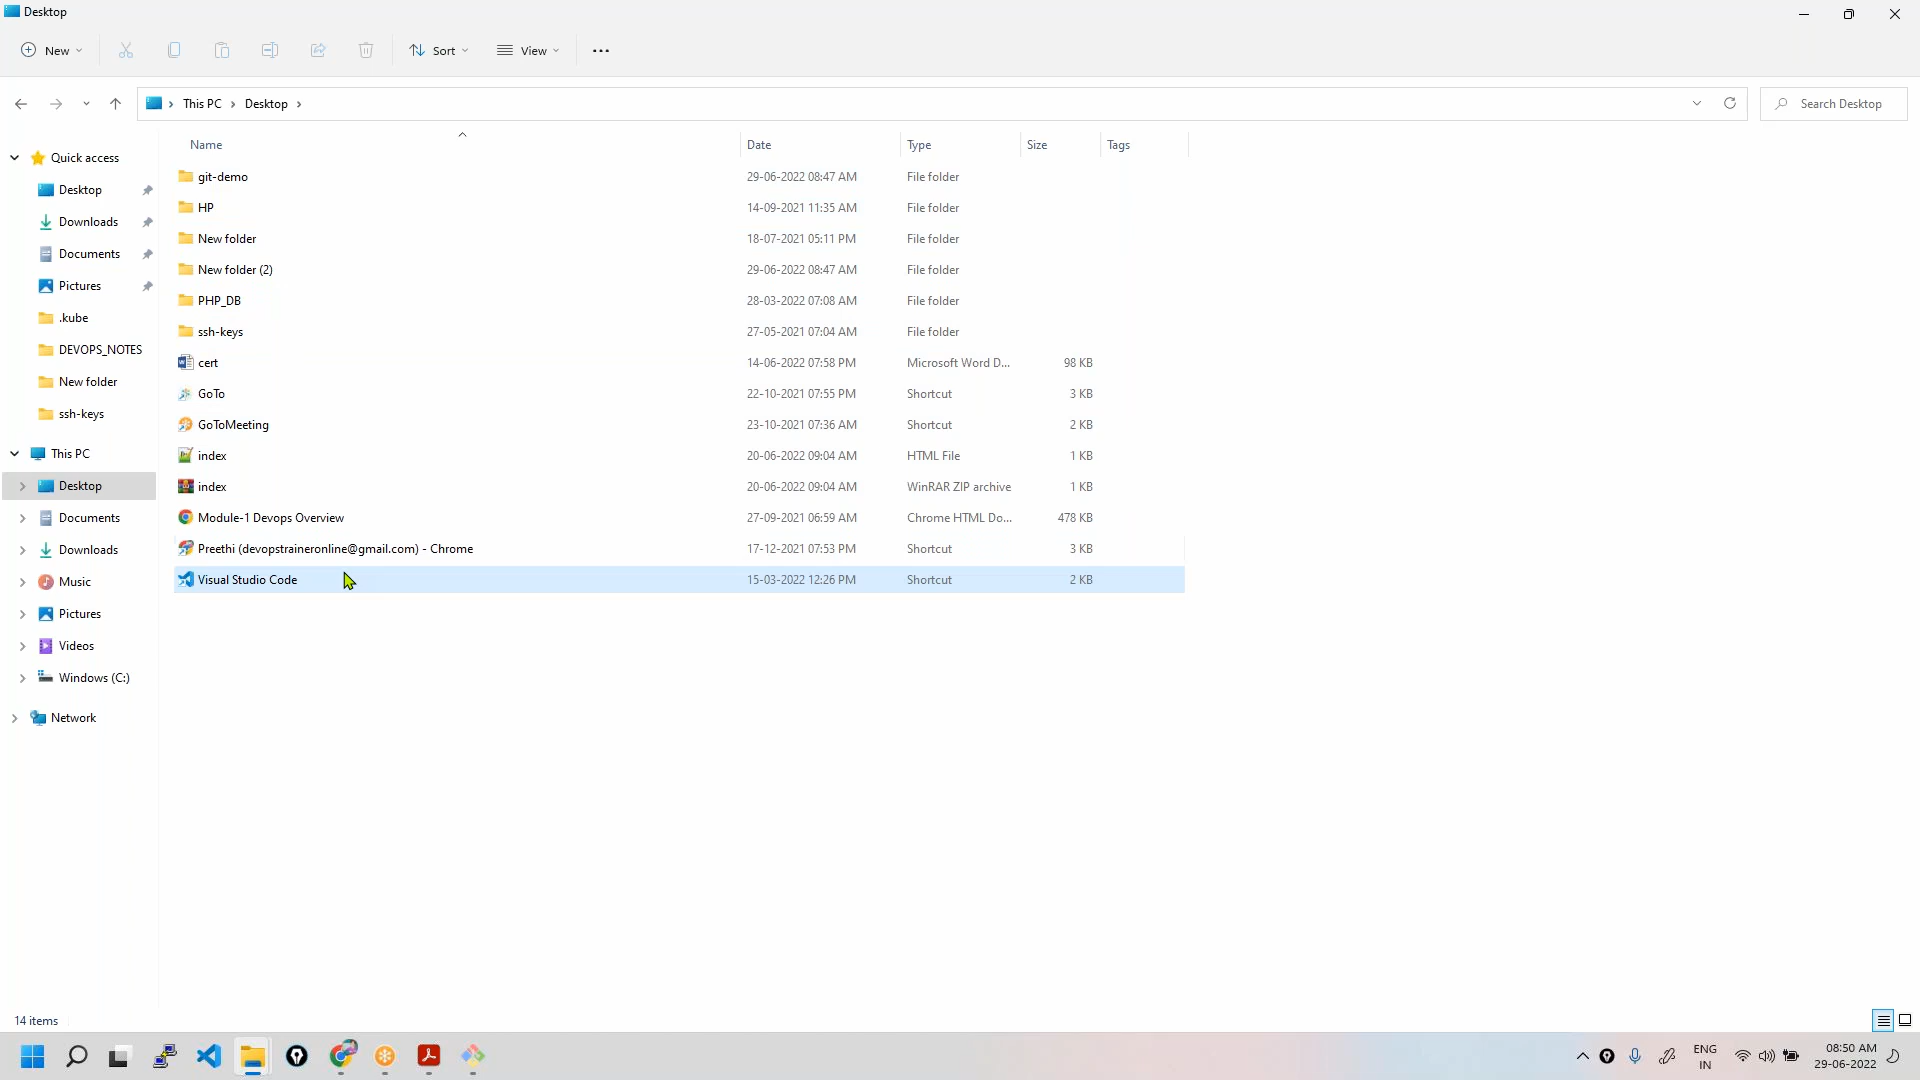 Desktop
New
Sort
View
This PC
Desktop
Search Desktop
Name
Date
Type
Size
Tags
Quick access
Desktop
Downloads
Documents
Pictures
.kube
DEVOPS_NOTES
New folder
ssh-keys
This PC
Desktop
Documents
Downloads
Music
Pictures
Videos
Windows (C:)
Network
git-demo 29-06-2022 08:47 AM File folder
HP 14-09-2021 11:35 AM File folder
New folder 18-07-2021 05:11 PM File folder
New folder (2) 29-06-2022 08:47 AM File folder
PHP_DB 28-03-2022 07:08 AM File folder
ssh-keys 27-05-2021 07:04 AM File folder
cert 14-06-2022 07:58 PM Microsoft Word D... 98 KB
GoTo 22-10-2021 07:55 PM Shortcut 3 KB
GoToMeeting 23-10-2021 07:36 AM Shortcut 2 KB
index 20-06-2022 09:04 AM HTML File 1 KB
index 20-06-2022 09:04 AM WinRAR ZIP archive 1 KB
Module-1 Devops Overview 27-09-2021 06:59 AM Chrome HTML Do... 478 KB
Preethi (devopstraineronline@gmail.com) - Chrome 17-12-2021 07:53 PM Shortcut 3 KB
Visual Studio Code 15-03-2022 12:26 PM Shortcut 2 KB
14 items
ENG
IN
08:50 AM
29-06-2022